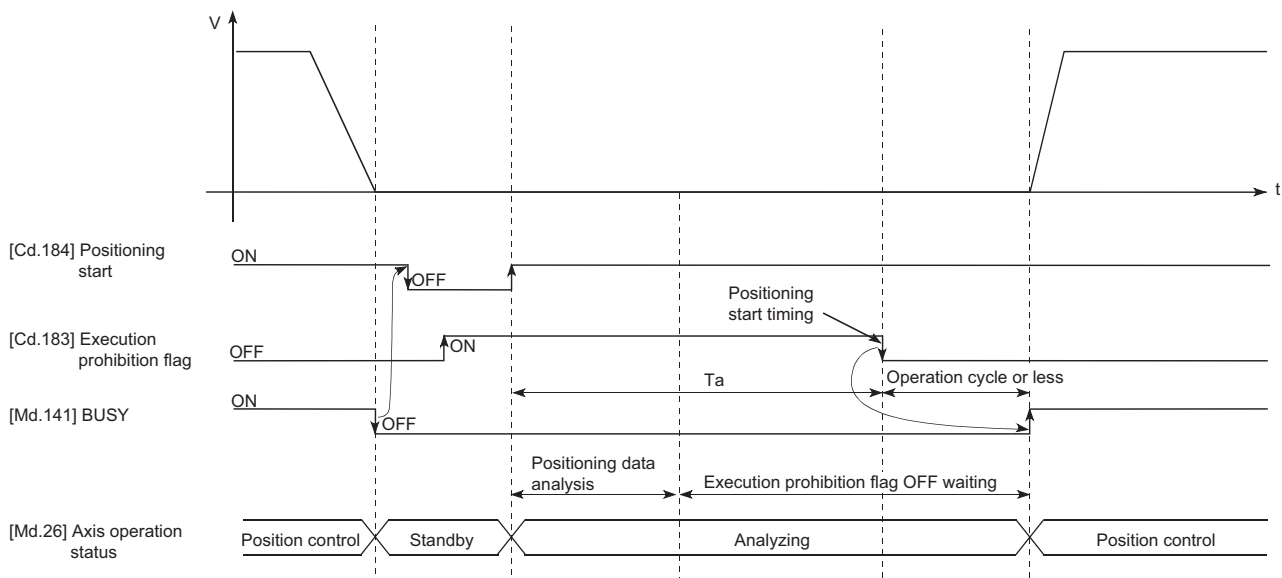 V
t
[Cd.184] Positioning
start
ON
OFF
Positioning
start timing
[Cd.183] Execution
prohibition flag
OFF
ON
Ta
Operation cycle or less
[Md.141] BUSY
ON
OFF
Positioning data
analysis
Execution prohibition flag OFF waiting
[Md.26] Axis operation
status
Position control
Standby
Analyzing
Position control